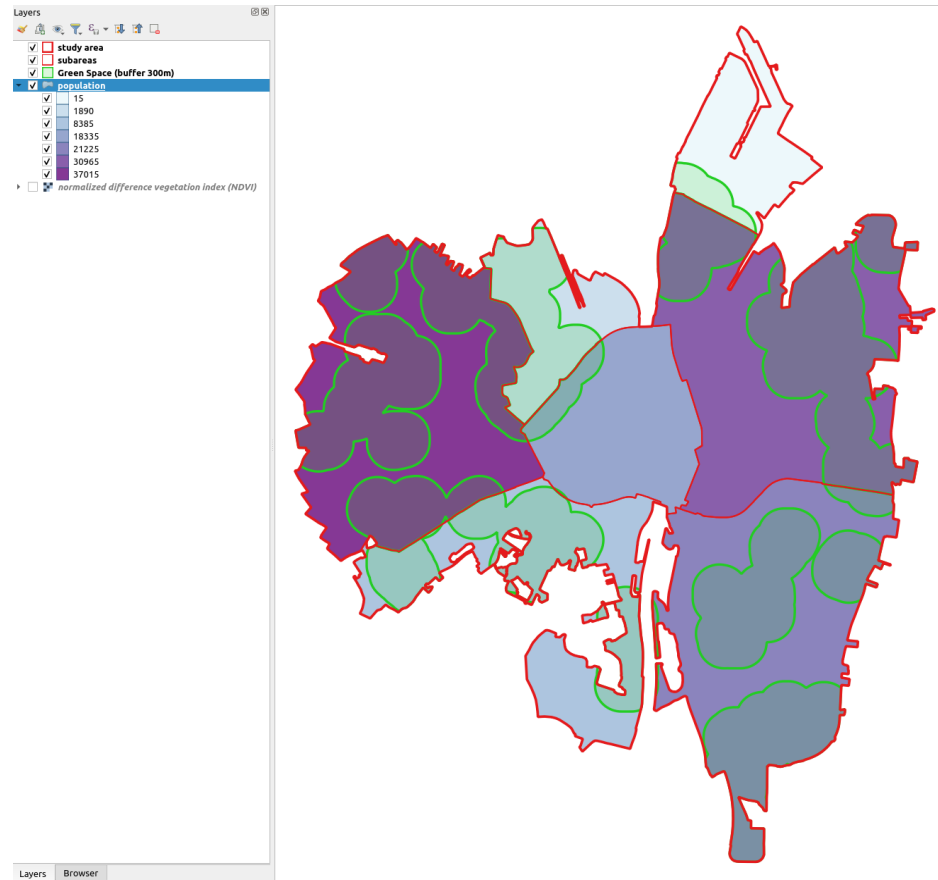 Layers
study area
subareas
Green Space (buffer 300m)
population
15
1890
8385
18335
21225
30965
37015
normalized difference vegetation index (NDVI)
Layers Browser